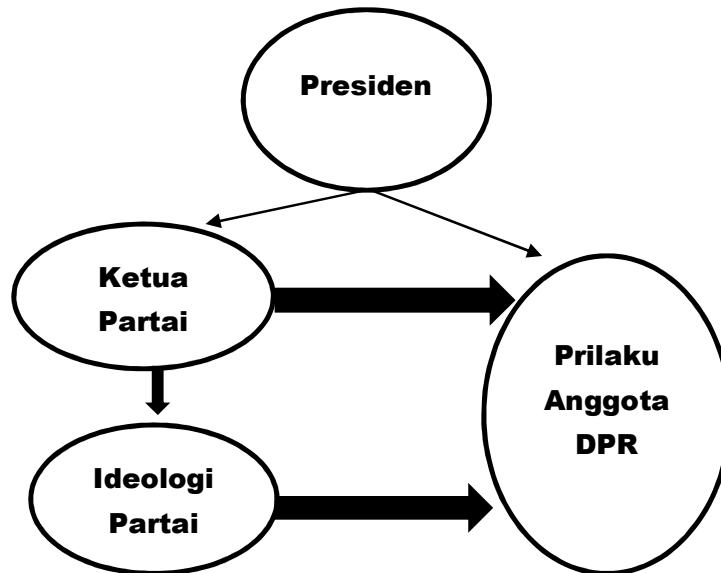 Presiden
Ketua
Partai
Prilaku
Anggota
DPR
Ideologi
Partai